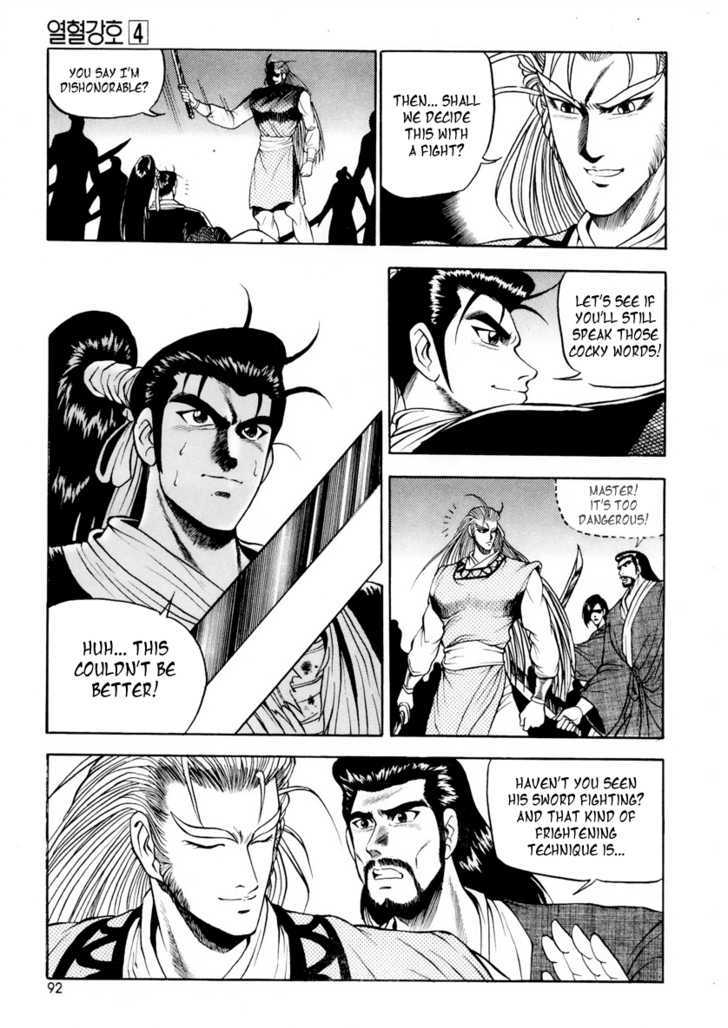 열혈강호 4
YOU SAY I'M
DISHONORABLE?
THEN... SHALL
WE DECIDE
THIS WITH
A FIGHT?
LET'S SEE IF
YOU'LL STILL
SPEAK THOSE
COCKY WORDS!
HUH... THIS
COULDN'T BE
BETTER!
MASTER!
IT'S TOO
DANGEROUS!
HAVEN'T YOU SEEN
HIS SWORD FIGHTING?
AND THAT KIND OF
FRIGHTENING
TECHNIQUE IS...
92